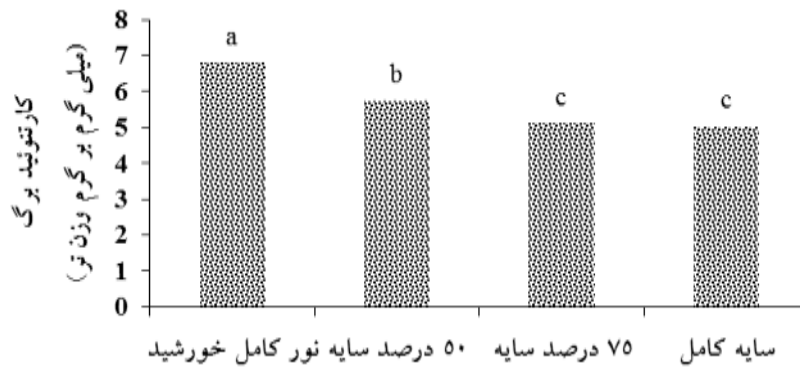 کارتنوئید برگ
(میلی گرم بر گرم وزن تر)
8
7
6
5
4
3
2
1
0
a
b
c
c
نور کامل خورشید
۵۰ درصد سایه
۷۵ درصد سایه
سایه کامل